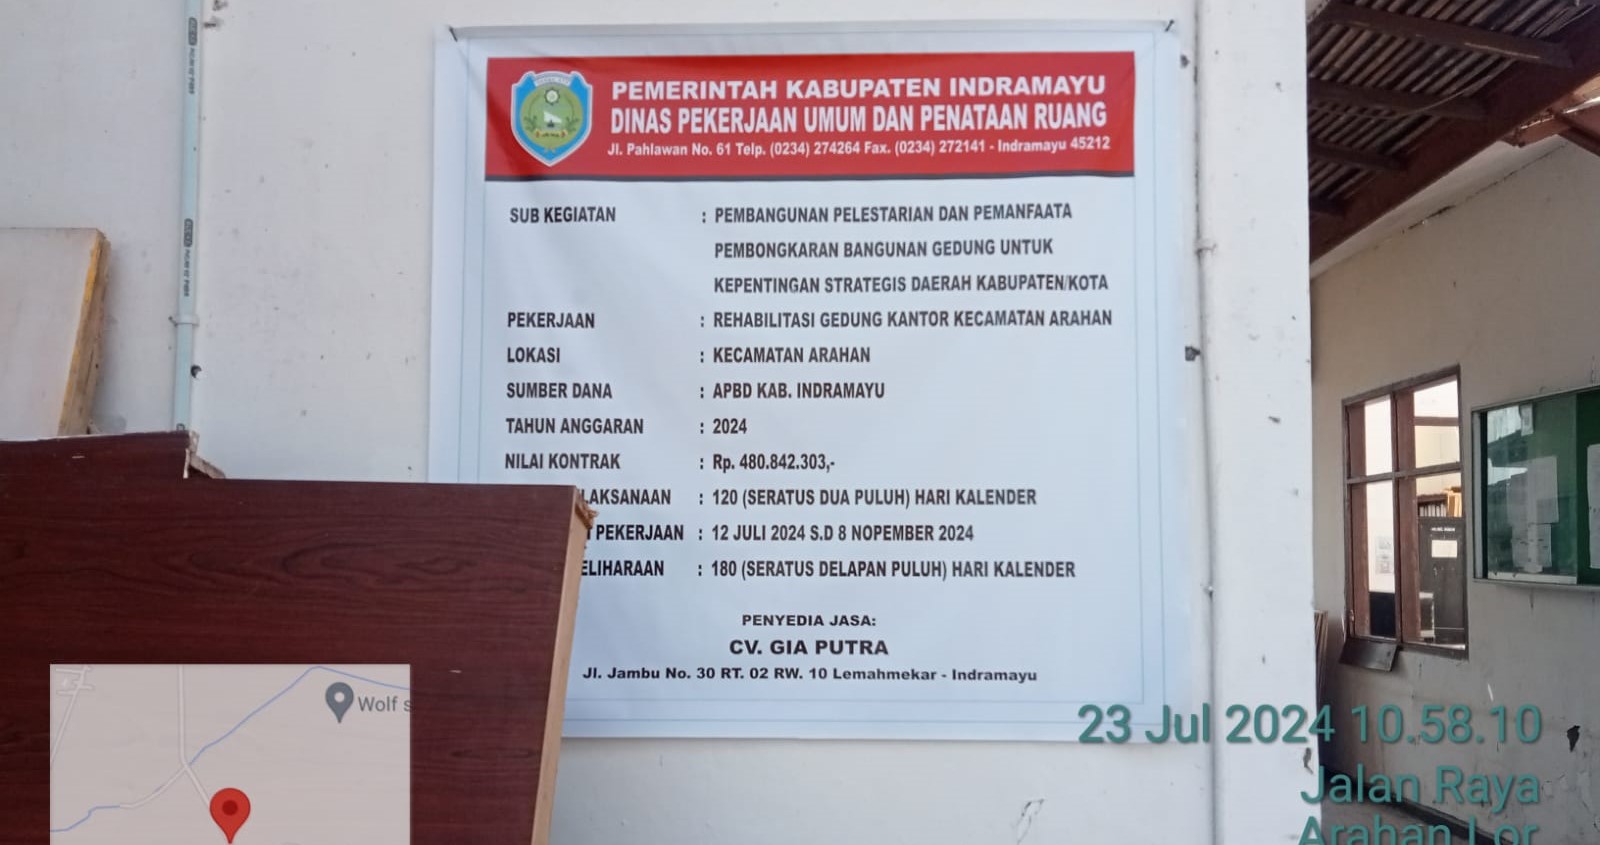 PEMERINTAH KABUPATEN INDRAMAYU
DINAS PEKERJAAN UMUM DAN PENATAAN RUANG
Jl. Pahlawan No. 61 Telp. (0234) 274264 Fax. (0234) 272141 - Indramayu 45212
SUB KEGIATAN : PEMBANGUNAN PELESTARIAN DAN PEMANFAATA
PEMBONGKARAN BANGUNAN GEDUNG UNTUK
KEPENTINGAN STRATEGIS DAERAH KABUPATEN/KOTA
PEKERJAAN : REHABILITASI GEDUNG KANTOR KECAMATAN ARAHAN
LOKASI : KECAMATAN ARAHAN
SUMBER DANA : APBD KAB. INDRAMAYU
TAHUN ANGGARAN : 2024
NILAI KONTRAK : Rp. 480.842.303,-
LAKSANAAN : 120 (SERATUS DUA PULUH) HARI KALENDER
PEKERJAAN : 12 JULI 2024 S.D 8 NOPEMBER 2024
ELIHARAAN : 180 (SERATUS DELAPAN PULUH) HARI KALENDER
PENYEDIA JASA:
CV. GIA PUTRA
Jl. Jambu No. 30 RT. 02 RW. 10 Lemahmekar - Indramayu
Wolf s
23 Jul 2024 10.58.10
Jalan Raya
Arahan Lor